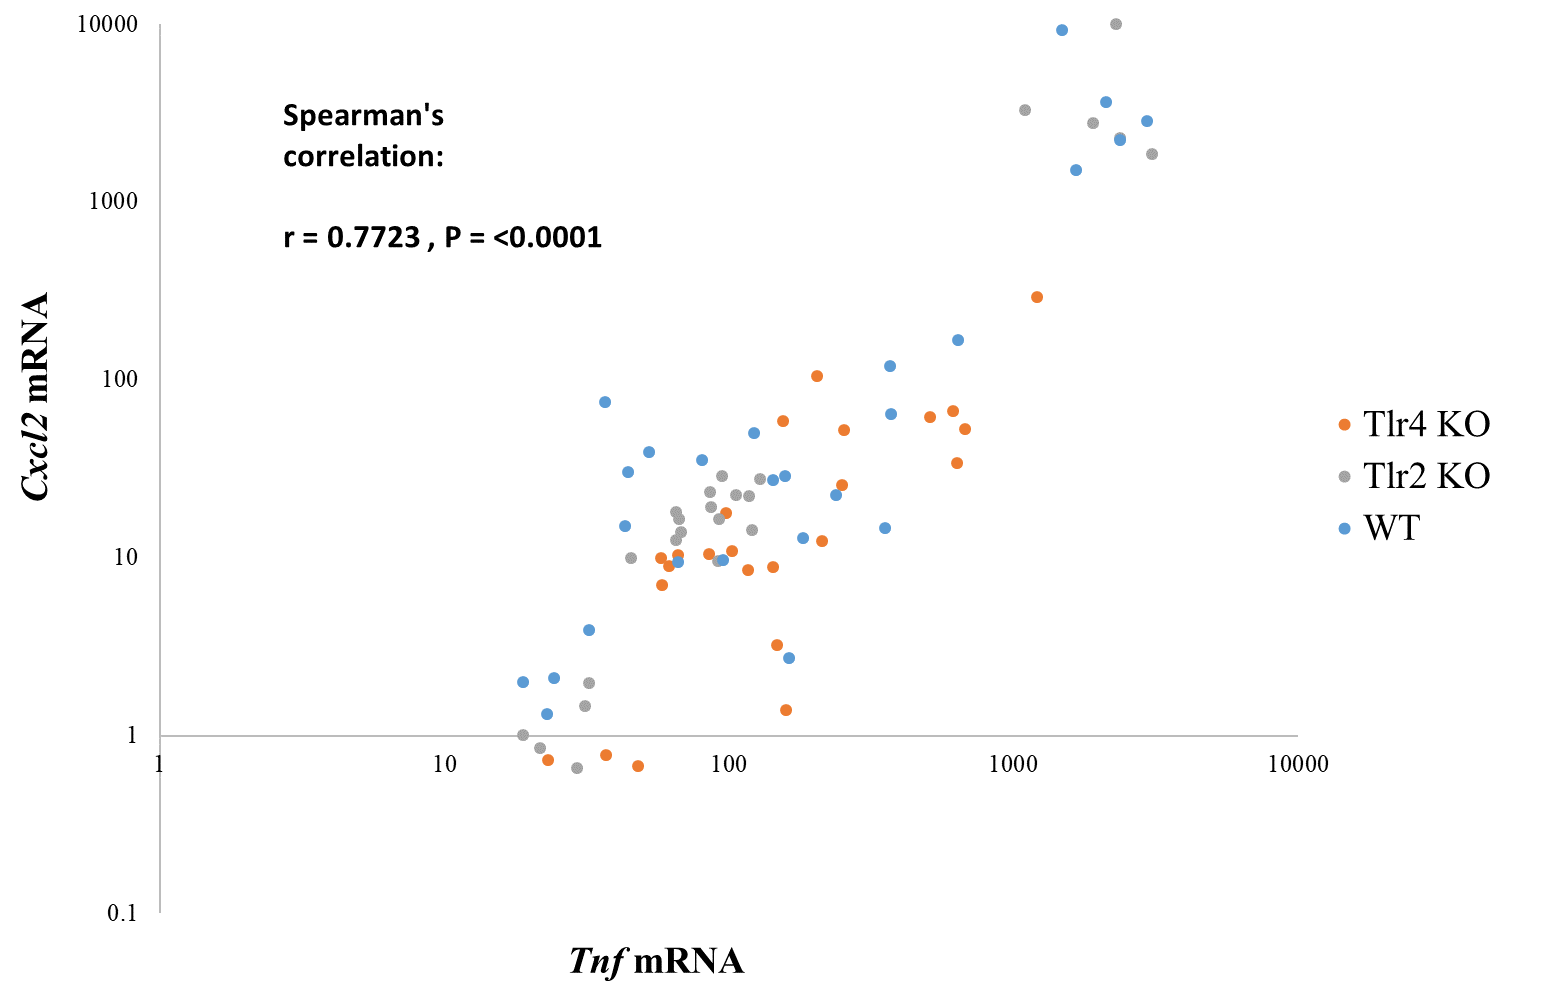 10000
1000
100
10
1
0.1
Cxcl2 mRNA
Spearman's
correlation:
r = 0.7723 , P = <0.0001
1 10 100 1000 10000
Tnf mRNA
Tlr4 KO
Tlr2 KO
WT